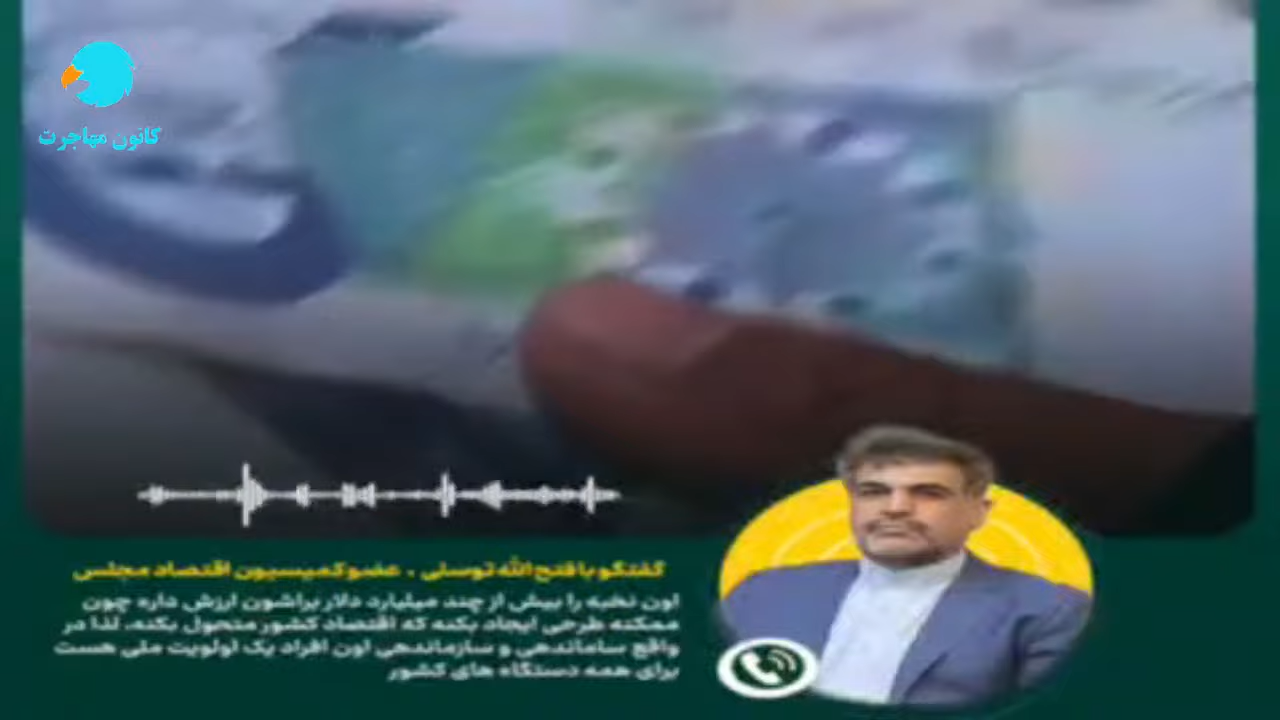 کانون مهاجرت
گفتگو با فتح الله توسلی . عضو کمیسیون اقتصاد مجلس
اون نخبه را بیش از چند میلیارد دلار براشون ارزش داره چون
ممکنه طرحی ایجاد بکنه که اقتصاد کشور متحول بکنه. لذا در
واقع ساماندهی و سازماندهی اون افراد یک اولویت ملی هست
برای همه دستگاه های کشور